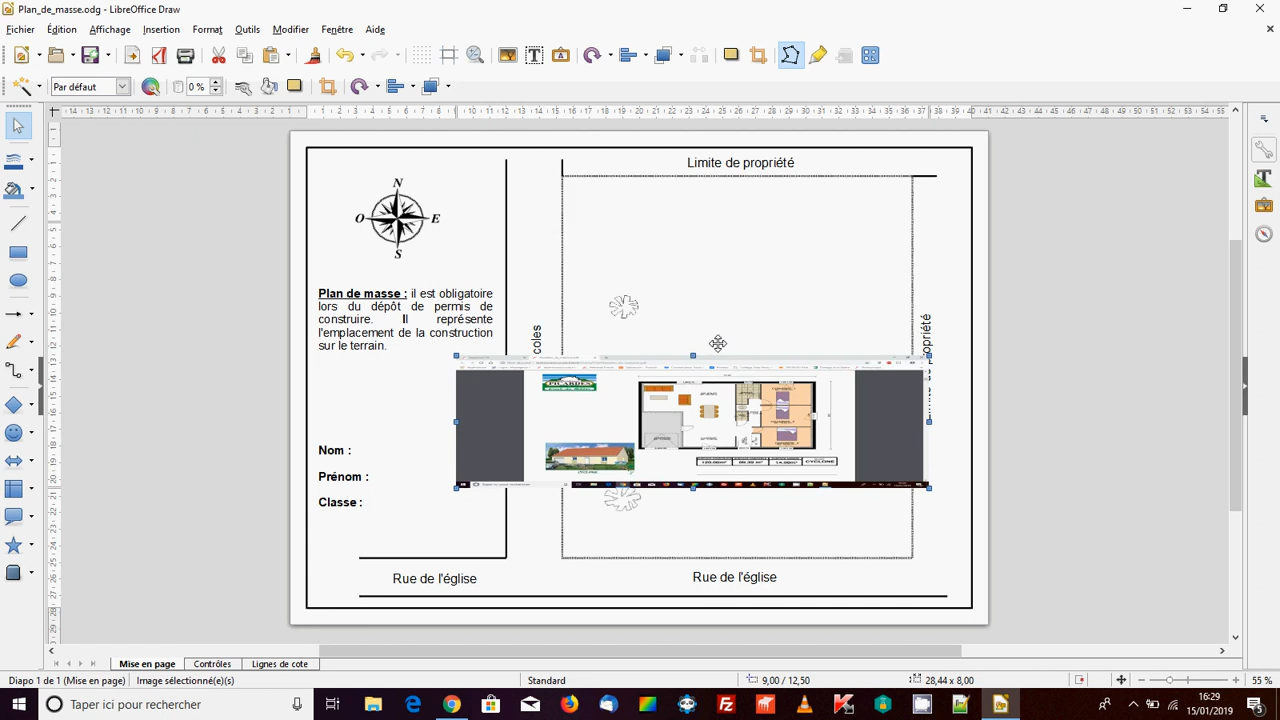 Plan_de_masse.odg - LibreOffice Draw
Fichier Édition Affichage Insertion Format Outils Modifier Fenêtre Aide
Par défaut 0 %
Limite de propriété
N
O E
S
Plan de masse : il est obligatoire
lors du dépôt de permis de
construire. Il représente
l'emplacement de la construction
sur le terrain.
coles
propriété
PICARDES
CYCLONE
Nom :
Prénom :
Classe :
Rue de l'église
Rue de l'église
Mise en page Contrôles Lignes de cote
Diapo 1 de 1 (Mise en page) Image sélectionné(e)(s) Standard 9,00 / 12,50 28,44 x 8,00 55 %
Taper ici pour rechercher
16:29
15/01/2019